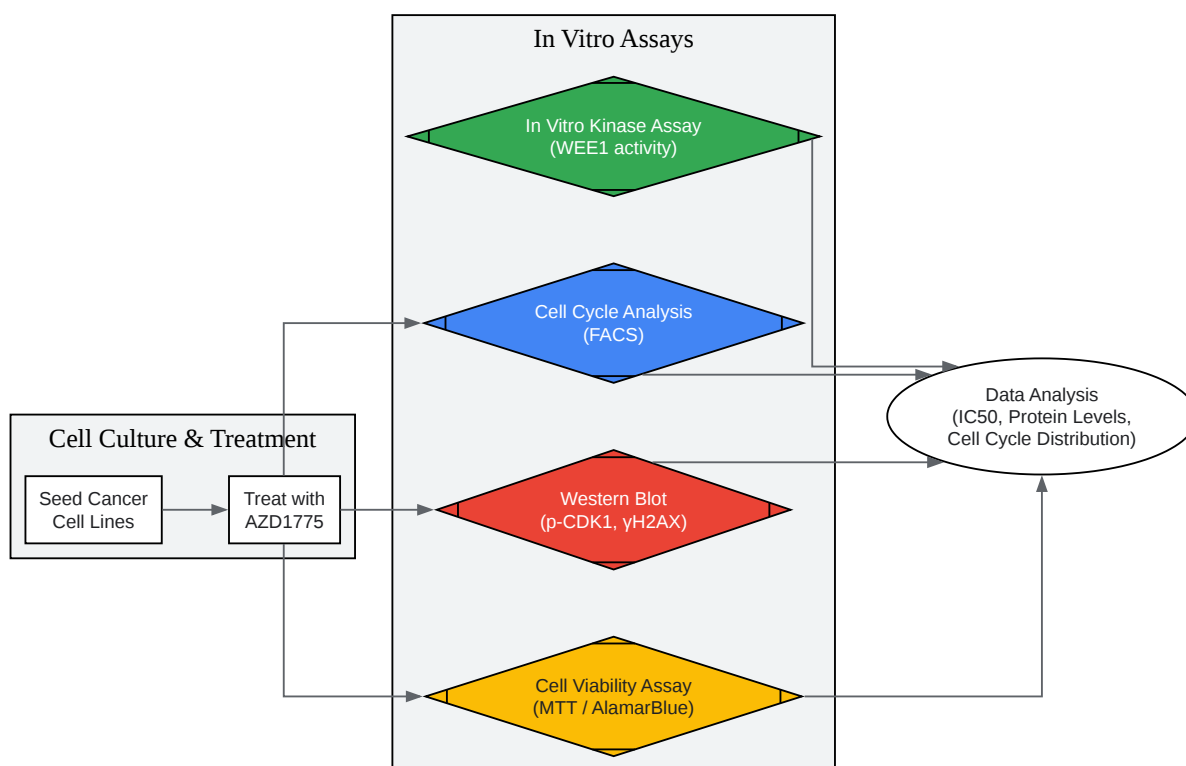 In Vitro Assays
In Vitro Kinase Assay
(WEE1 activity)
Cell Cycle Analysis
(FACS)
Data Analysis
(IC50, Protein Levels,
Cell Cycle Distribution)
Cell Culture & Treatment
Seed Cancer
Cell Lines
Treat with
AZD1775
Western Blot
(p-CDK1, γH2AX)
Cell Viability Assay
(MTT / AlamarBlue)